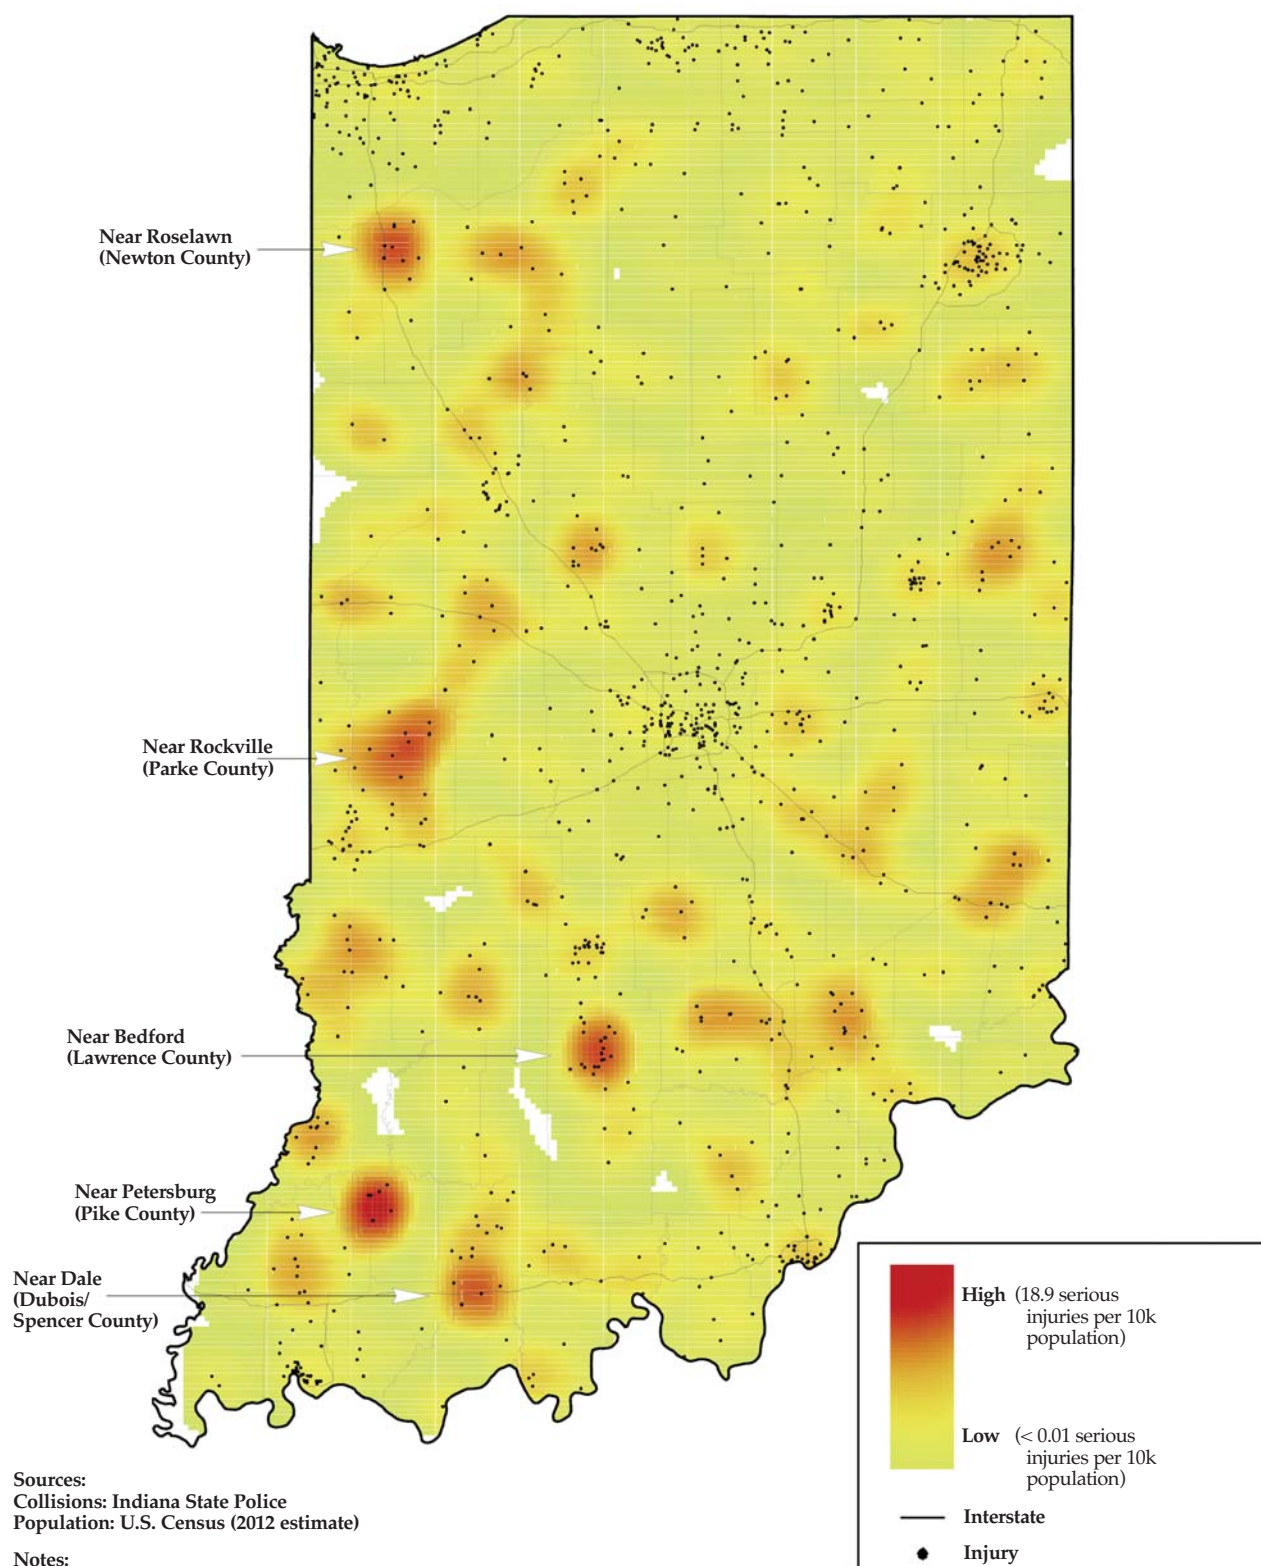 Near Roselawn
(Newton County)
Near Rockville
(Parke County)
Near Bedford
(Lawrence County)
Near Petersburg
(Pike County)
Near Dale
(Dubois/
Spencer County)
High (18.9 serious
injuries per 10k
population)
Low (< 0.01 serious
injuries per 10k
population)
Interstate
Injury
Sources:
Collisions: Indiana State Police
Population: U.S. Census (2012 estimate)
Notes: